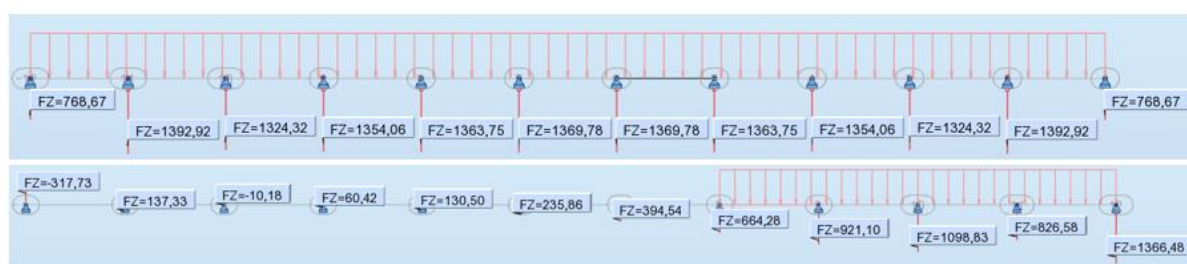 FZ=768,67
FZ=1392,92
FZ=1324,32
FZ=1354,06
FZ=1363,75
FZ=1369,78
FZ=1369,78
FZ=1363,75
FZ=1354,06
FZ=1324,32
FZ=1392,92
FZ=768,67
FZ=-317,73
FZ=137,33
FZ=-10,18
FZ=60,42
FZ=130,50
FZ=235,86
FZ=394,54
FZ=664,28
FZ=921,10
FZ=1098,83
FZ=826,58
FZ=1366,48